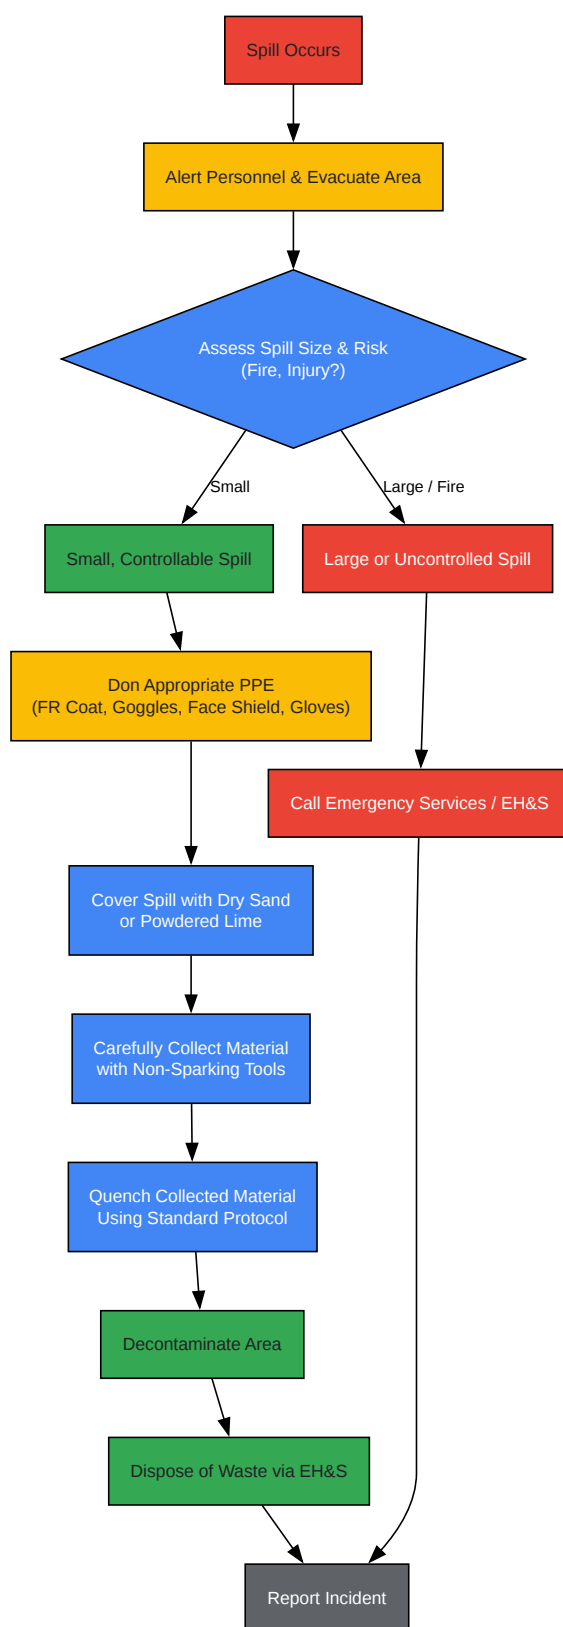 Spill Occurs
Alert Personnel & Evacuate Area
Assess Spill Size & Risk
(Fire, Injury?)
Small
Large / Fire
Small, Controllable Spill
Large or Uncontrolled Spill
Don Appropriate PPE
(FR Coat, Goggles, Face Shield, Gloves)
Call Emergency Services / EH&S
Cover Spill with Dry Sand
or Powdered Lime
Carefully Collect Material
with Non-Sparking Tools
Quench Collected Material
Using Standard Protocol
Decontaminate Area
Dispose of Waste via EH&S
Report Incident